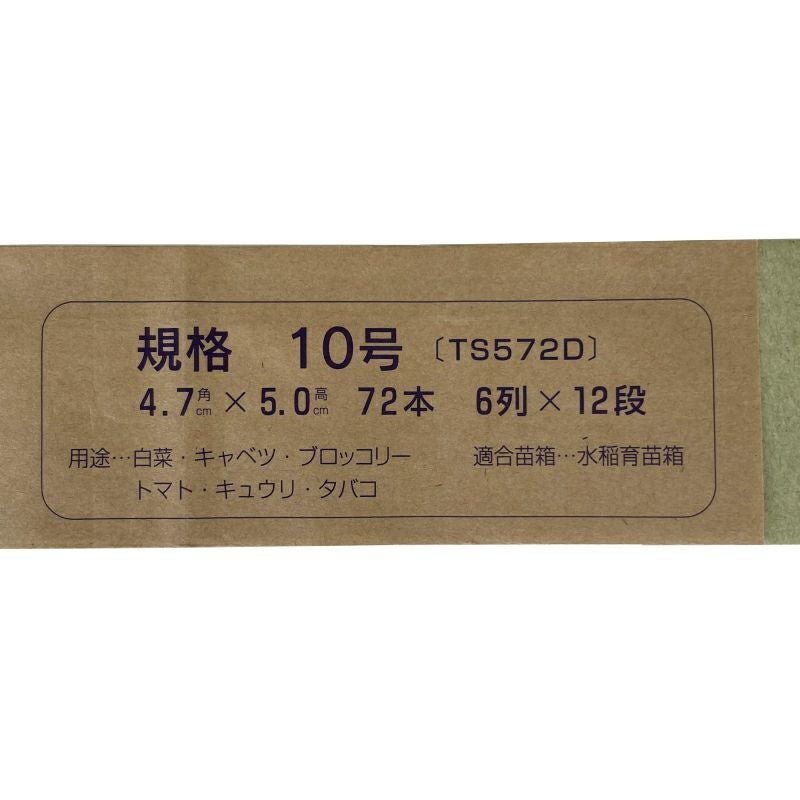 規格 10号〔TS572D〕
4.7角cm×5.0高cm 72本 6列×12段
用途…白菜・キャベツ・ブロッコリー 適合苗箱…水稲育苗箱
トマト・キュウリ・タバコ